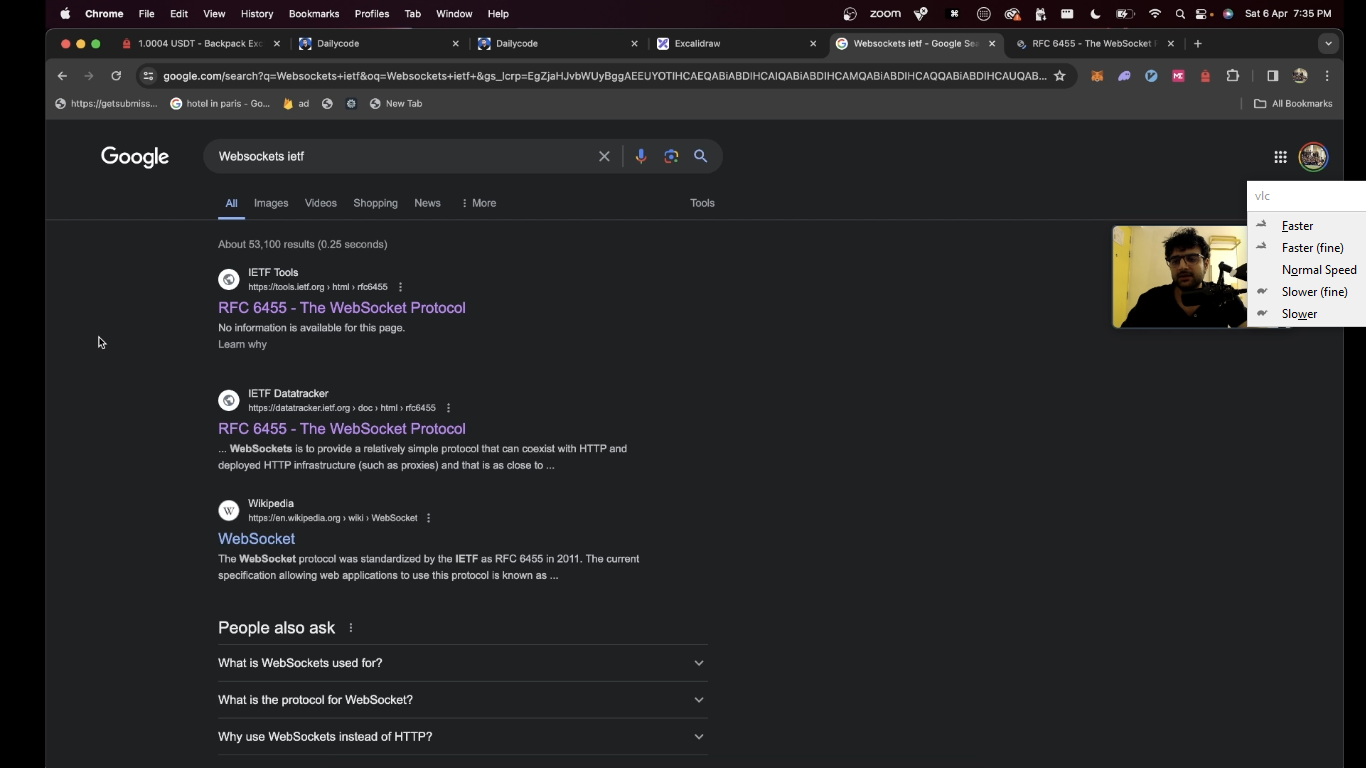 Chrome File Edit View History Bookmarks Profiles Tab Window Help
zoom Sat 6 Apr 7:35 PM
1.0004 USDT - Backpack Exc
Dailycode
Dailycode
Excalidraw
Websockets ietf - Google Sea
RFC 6455 - The WebSocket P
google.com/search?q=Websockets+ietf&oq=Websockets+ietf+&gs_lcrp=EgZjaHJvbWUyBggAEEUYOTIHCAEQABiABDIHCAIQABiABDIHCAMQABiABDIHCAQQABiABDIHCAUQAB...
https://getsubmiss...
hotel in paris - Go...
ad
New Tab
All Bookmarks
Google
Websockets ietf
All Images Videos Shopping News More Tools
About 53,100 results (0.25 seconds)
IETF Tools
https://tools.ietf.org › html › rfc6455
RFC 6455 - The WebSocket Protocol
No information is available for this page.
Learn why
IETF Datatracker
https://datatracker.ietf.org › doc › html › rfc6455
RFC 6455 - The WebSocket Protocol
... WebSockets is to provide a relatively simple protocol that can coexist with HTTP and
deployed HTTP infrastructure (such as proxies) and that is as close to ...
W
Wikipedia
https://en.wikipedia.org › wiki › WebSocket
WebSocket
The WebSocket protocol was standardized by the IETF as RFC 6455 in 2011. The current
specification allowing web applications to use this protocol is known as ...
People also ask
What is WebSockets used for?
What is the protocol for WebSocket?
Why use WebSockets instead of HTTP?
vlc
Faster
Faster (fine)
Normal Speed
Slower (fine)
Slower